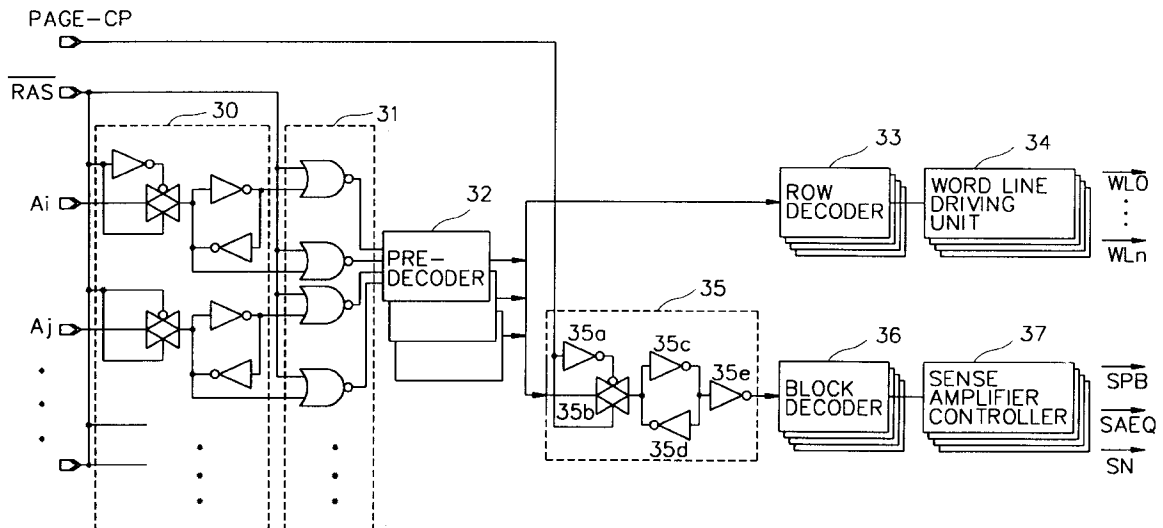 PAGE-CP
RAS
30
31
Ai
Aj
32
PRE-
DECODER
33
ROW
DECODER
34
WORD LINE
DRIVING
UNIT
WLO
WLn
35
35a
35b
35c
35d
35e
36
BLOCK
DECODER
37
SENSE
AMPLIFIER
CONTROLLER
SPB
SAEQ
SN